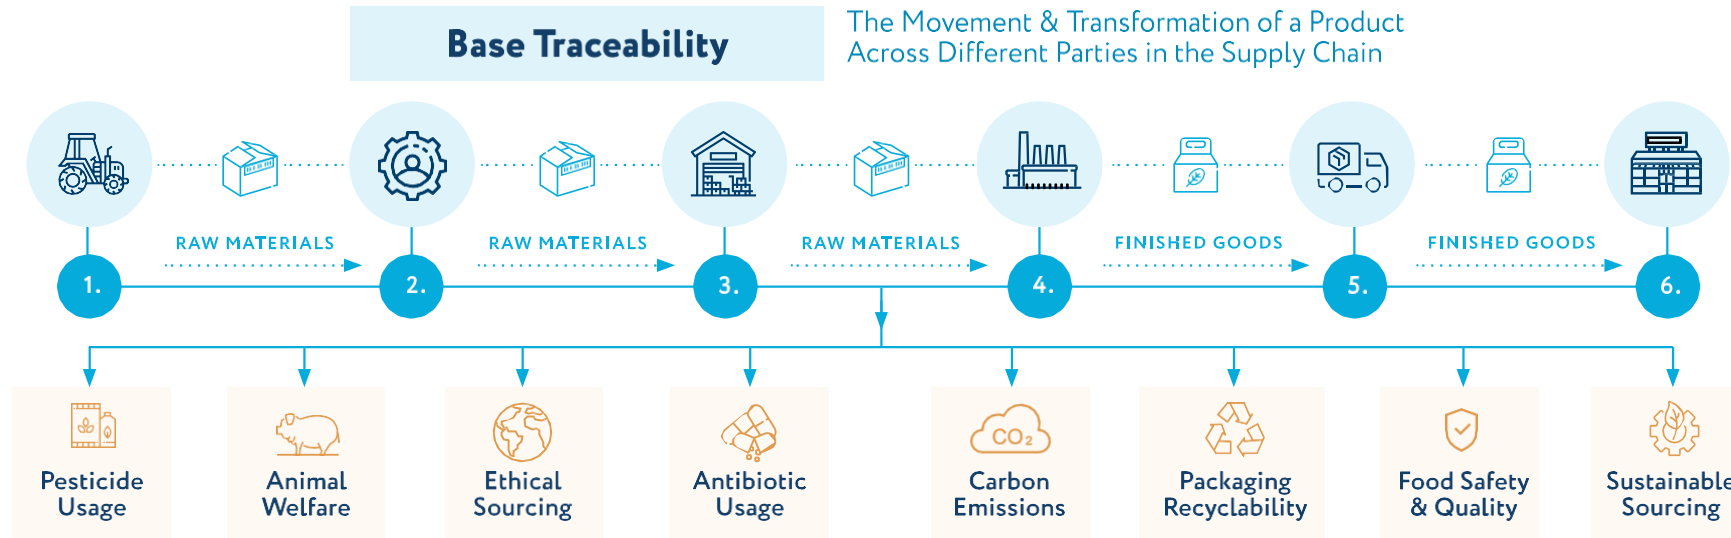 Base Traceability
The Movement & Transformation of a Product
Across Different Parties in the Supply Chain
RAW MATERIALS
RAW MATERIALS
RAW MATERIALS
FINISHED GOODS
FINISHED GOODS
1.
2.
3.
4.
5.
6.
CO₂
Pesticide
Usage
Animal
Welfare
Ethical
Sourcing
Antibiotic
Usage
Carbon
Emissions
Packaging
Recyclability
Food Safety
& Quality
Sustainable
Sourcing